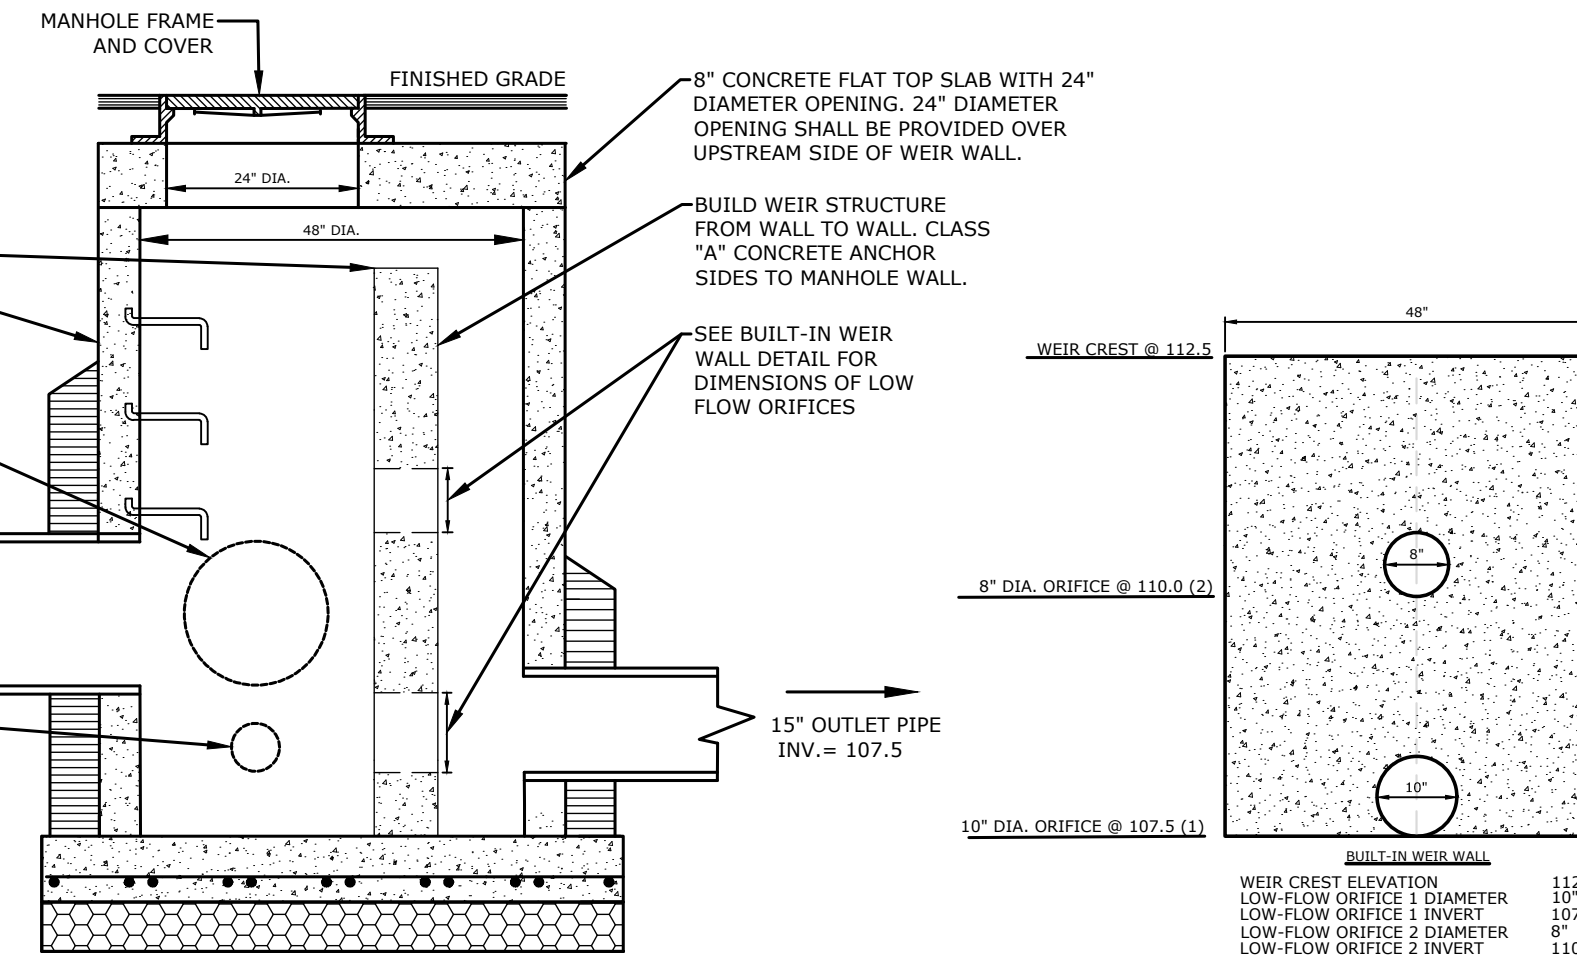 MANHOLE FRAME
AND COVER
FINISHED GRADE
8" CONCRETE FLAT TOP SLAB WITH 24"
DIAMETER OPENING. 24" DIAMETER
OPENING SHALL BE PROVIDED OVER
UPSTREAM SIDE OF WEIR WALL.
24" DIA.
48" DIA.
BUILD WEIR STRUCTURE
FROM WALL TO WALL. CLASS
"A" CONCRETE ANCHOR
SIDES TO MANHOLE WALL.
SEE BUILT-IN WEIR
WALL DETAIL FOR
DIMENSIONS OF LOW
FLOW ORIFICES
15" OUTLET PIPE
INV.= 107.5
48"
WEIR CREST @ 112.5
8"
8" DIA. ORIFICE @ 110.0 (2)
10"
10" DIA. ORIFICE @ 107.5 (1)
BUILT-IN WEIR WALL
WEIR CREST ELEVATION 112
LOW-FLOW ORIFICE 1 DIAMETER 10"
LOW-FLOW ORIFICE 1 INVERT 107
LOW-FLOW ORIFICE 2 DIAMETER 8"
LOW-FLOW ORIFICE 2 INVERT 110